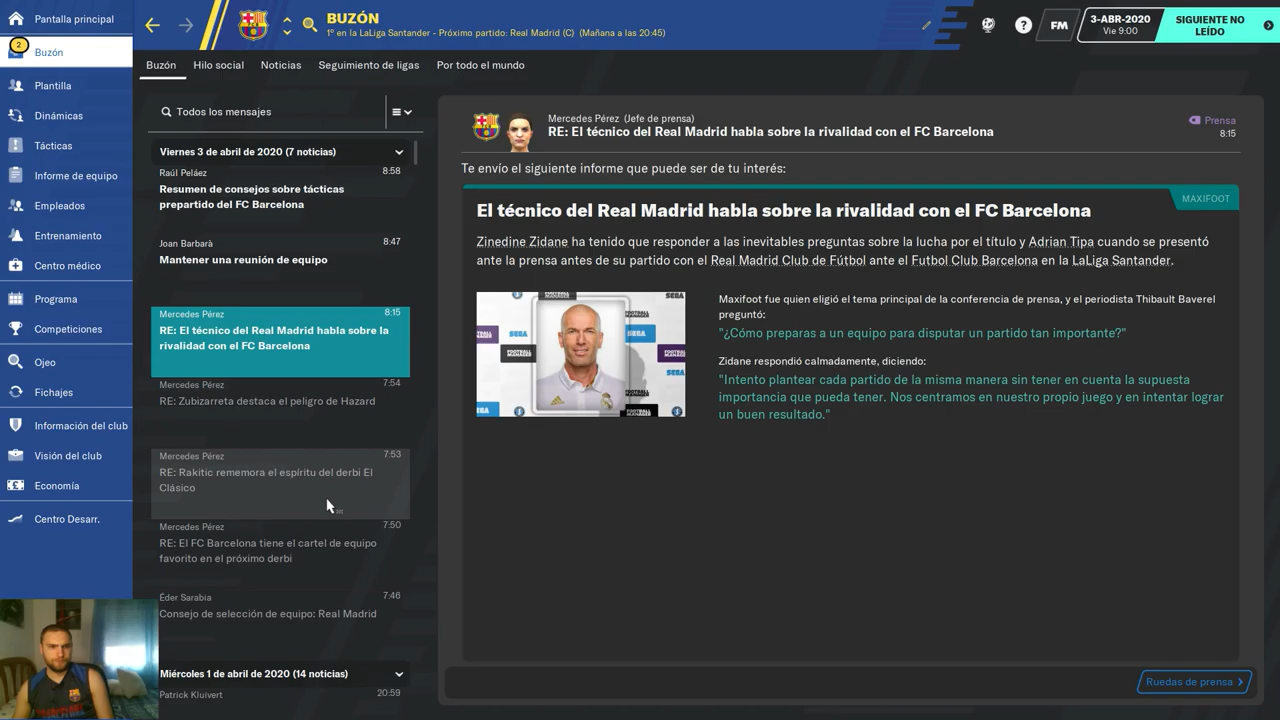 Pantalla principal
2
Buzón
Plantilla
Dinámicas
Tácticas
Informe de equipo
Empleados
Entrenamiento
Centro médico
Programa
Competiciones
Ojeo
Fichajes
Información del club
Visión del club
Economía
Centro Desarr.
BUZÓN
1º en la LaLiga Santander - Próximo partido: Real Madrid (C) (Mañana a las 20:45)
?
FM
3-ABR-2020
Vie 9:00
SIGUIENTE NO
LEÍDO
Buzón
Hilo social
Noticias
Seguimiento de ligas
Por todo el mundo
Todos los mensajes
Viernes 3 de abril de 2020 (7 noticias)
Raúl Peláez 8:58
Resumen de consejos sobre tácticas
prepartido del FC Barcelona
Joan Barbarà 8:47
Mantener una reunión de equipo
Mercedes Pérez 8:15
RE: El técnico del Real Madrid habla sobre la
rivalidad con el FC Barcelona
Mercedes Pérez 7:54
RE: Zubizarreta destaca el peligro de Hazard
Mercedes Pérez 7:53
RE: Rakitic rememora el espíritu del derbi El
Clásico
Mercedes Pérez 7:50
RE: El FC Barcelona tiene el cartel de equipo
favorito en el próximo derbi
Éder Sarabia 7:46
Consejo de selección de equipo: Real Madrid
Miércoles 1 de abril de 2020 (14 noticias)
Patrick Kluivert 20:59
Mercedes Pérez (Jefe de prensa)
RE: El técnico del Real Madrid habla sobre la rivalidad con el FC Barcelona
Prensa
8:15
Te envío el siguiente informe que puede ser de tu interés:
MAXIFOOT
El técnico del Real Madrid habla sobre la rivalidad con el FC Barcelona
Zinedine Zidane ha tenido que responder a las inevitables preguntas sobre la lucha por el título y Adrian Tipa cuando se presentó
ante la prensa antes de su partido con el Real Madrid Club de Fútbol ante el Futbol Club Barcelona en la LaLiga Santander.
SEGA
SEGA
Maxifoot fue quien eligió el tema principal de la conferencia de prensa, y el periodista Thibault Baverel
preguntó:
"¿Cómo preparas a un equipo para disputar un partido tan importante?"
Zidane respondió calmadamente, diciendo:
"Intento plantear cada partido de la misma manera sin tener en cuenta la supuesta
importancia que pueda tener. Nos centramos en nuestro propio juego y en intentar lograr
un buen resultado."
Ruedas de prensa